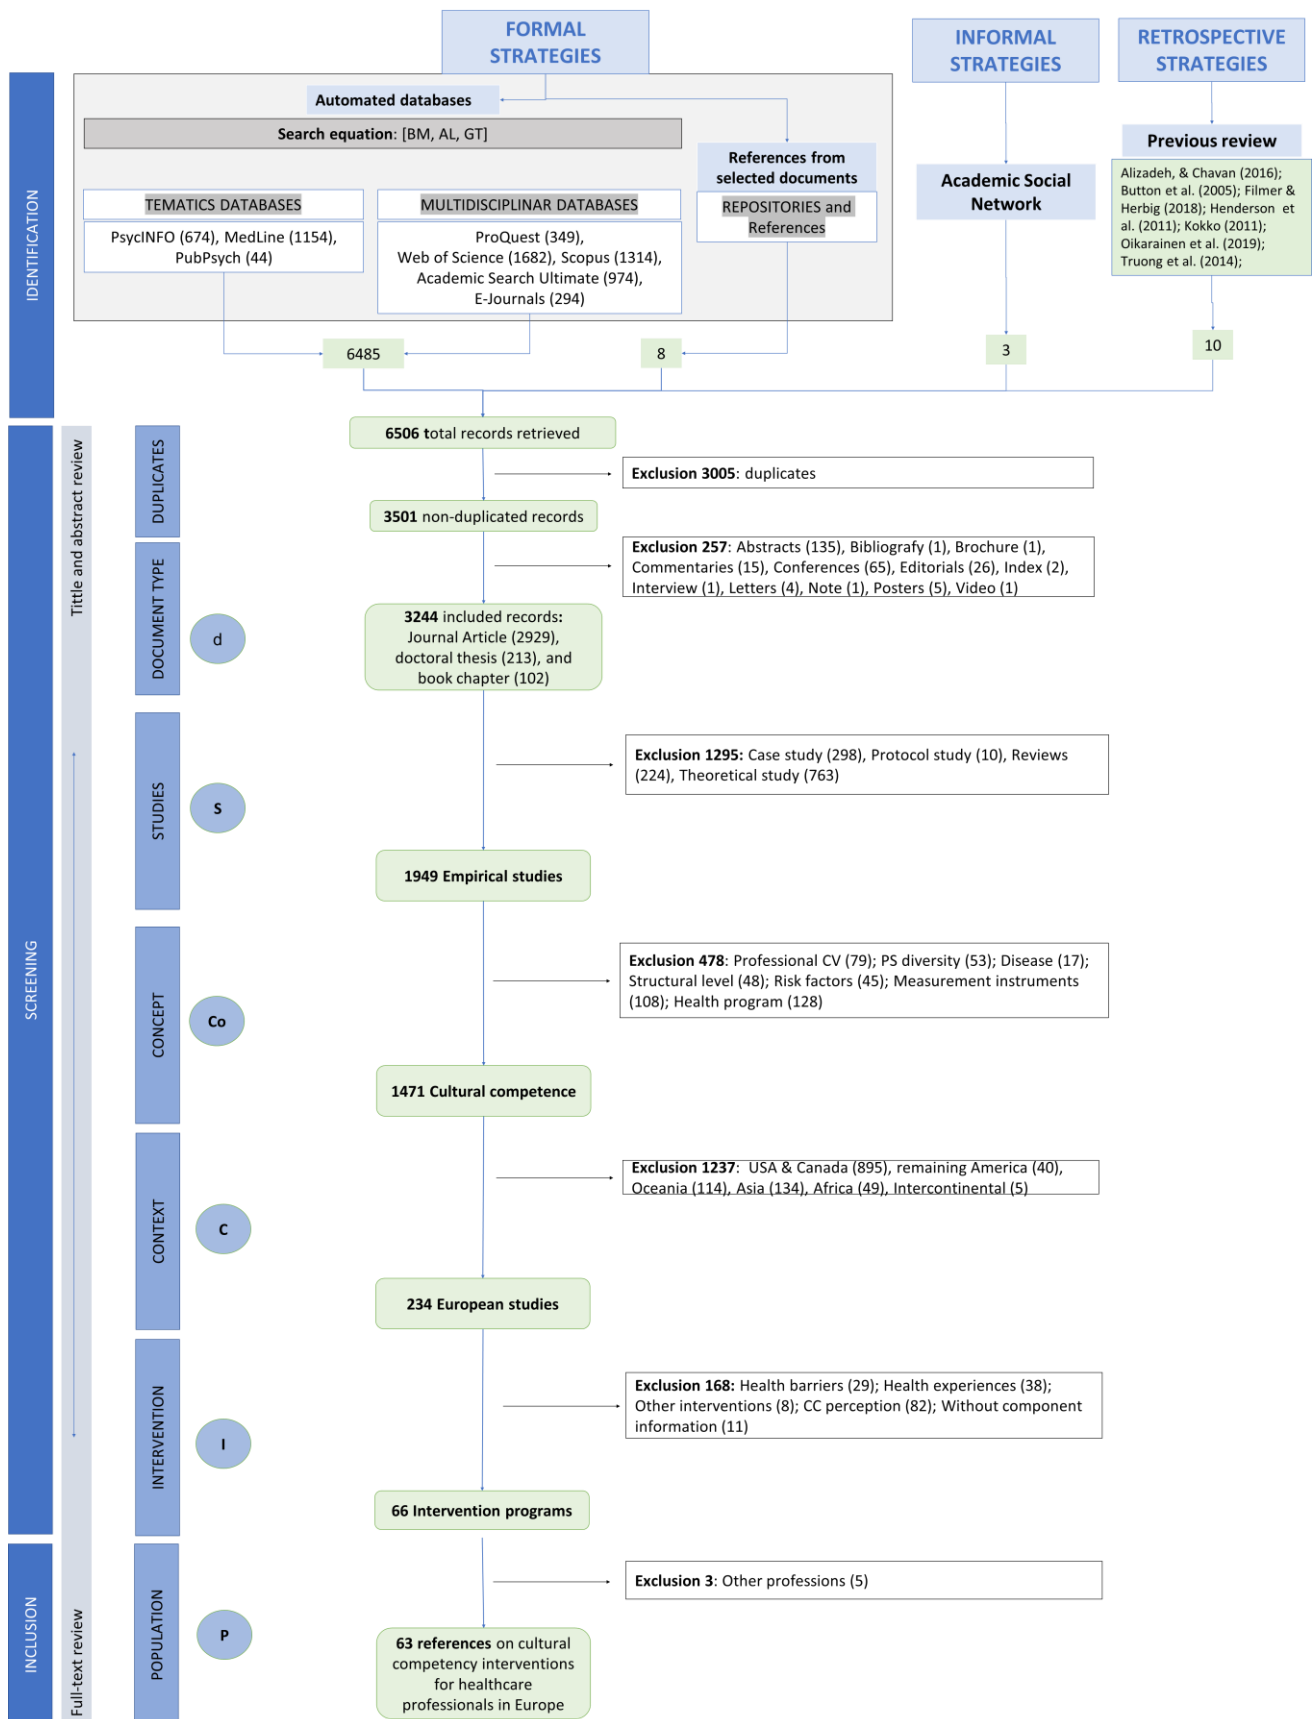 FORMAL
STRATEGIES
INFORMAL
STRATEGIES
RETROSPECTIVE
STRATEGIES
IDENTIFICATION
Automated databases
Search equation: [BM, AL, GT]
TEMATICS DATABASES
PsycINFO (674), MedLine (1154),
PubPsych (44)
MULTIDISCIPLINAR DATABASES
ProQuest (349),
Web of Science (1682), Scopus (1314),
Academic Search Ultimate (974),
E-Journals (294)
References from
selected documents
REPOSITORIES and
References
Academic Social
Network
Previous review
Alizadeh, & Chavan (2016);
Button et al. (2005); Filmer &
Herbig (2018); Henderson et
al. (2011); Kokko (2011);
Oikarainen et al. (2019);
Truong et al. (2014);
6485
8
3
10
SCREENING
Tittle and abstract review
DUPLICATES
6506 total records retrieved
Exclusion 3005: duplicates
3501 non-duplicated records
DOCUMENT TYPE
d
Exclusion 257: Abstracts (135), Bibliografy (1), Brochure (1),
Commentaries (15), Conferences (65), Editorials (26), Index (2),
Interview (1), Letters (4), Note (1), Posters (5), Video (1)
3244 included records:
Journal Article (2929),
doctoral thesis (213), and
book chapter (102)
STUDIES
S
Exclusion 1295: Case study (298), Protocol study (10), Reviews
(224), Theoretical study (763)
1949 Empirical studies
CONCEPT
Co
Exclusion 478: Professional CV (79); PS diversity (53); Disease (17);
Structural level (48); Risk factors (45); Measurement instruments
(108); Health program (128)
1471 Cultural competence
CONTEXT
C
Exclusion 1237: USA & Canada (895), remaining America (40),
Oceania (114), Asia (134), Africa (49), Intercontinental (5)
234 European studies
INTERVENTION
I
Exclusion 168: Health barriers (29); Health experiences (38);
Other interventions (8); CC perception (82); Without component
information (11)
66 Intervention programs
INCLUSION
Full-text review
POPULATION
P
Exclusion 3: Other professions (5)
63 references on cultural
competency interventions
for healthcare
professionals in Europe